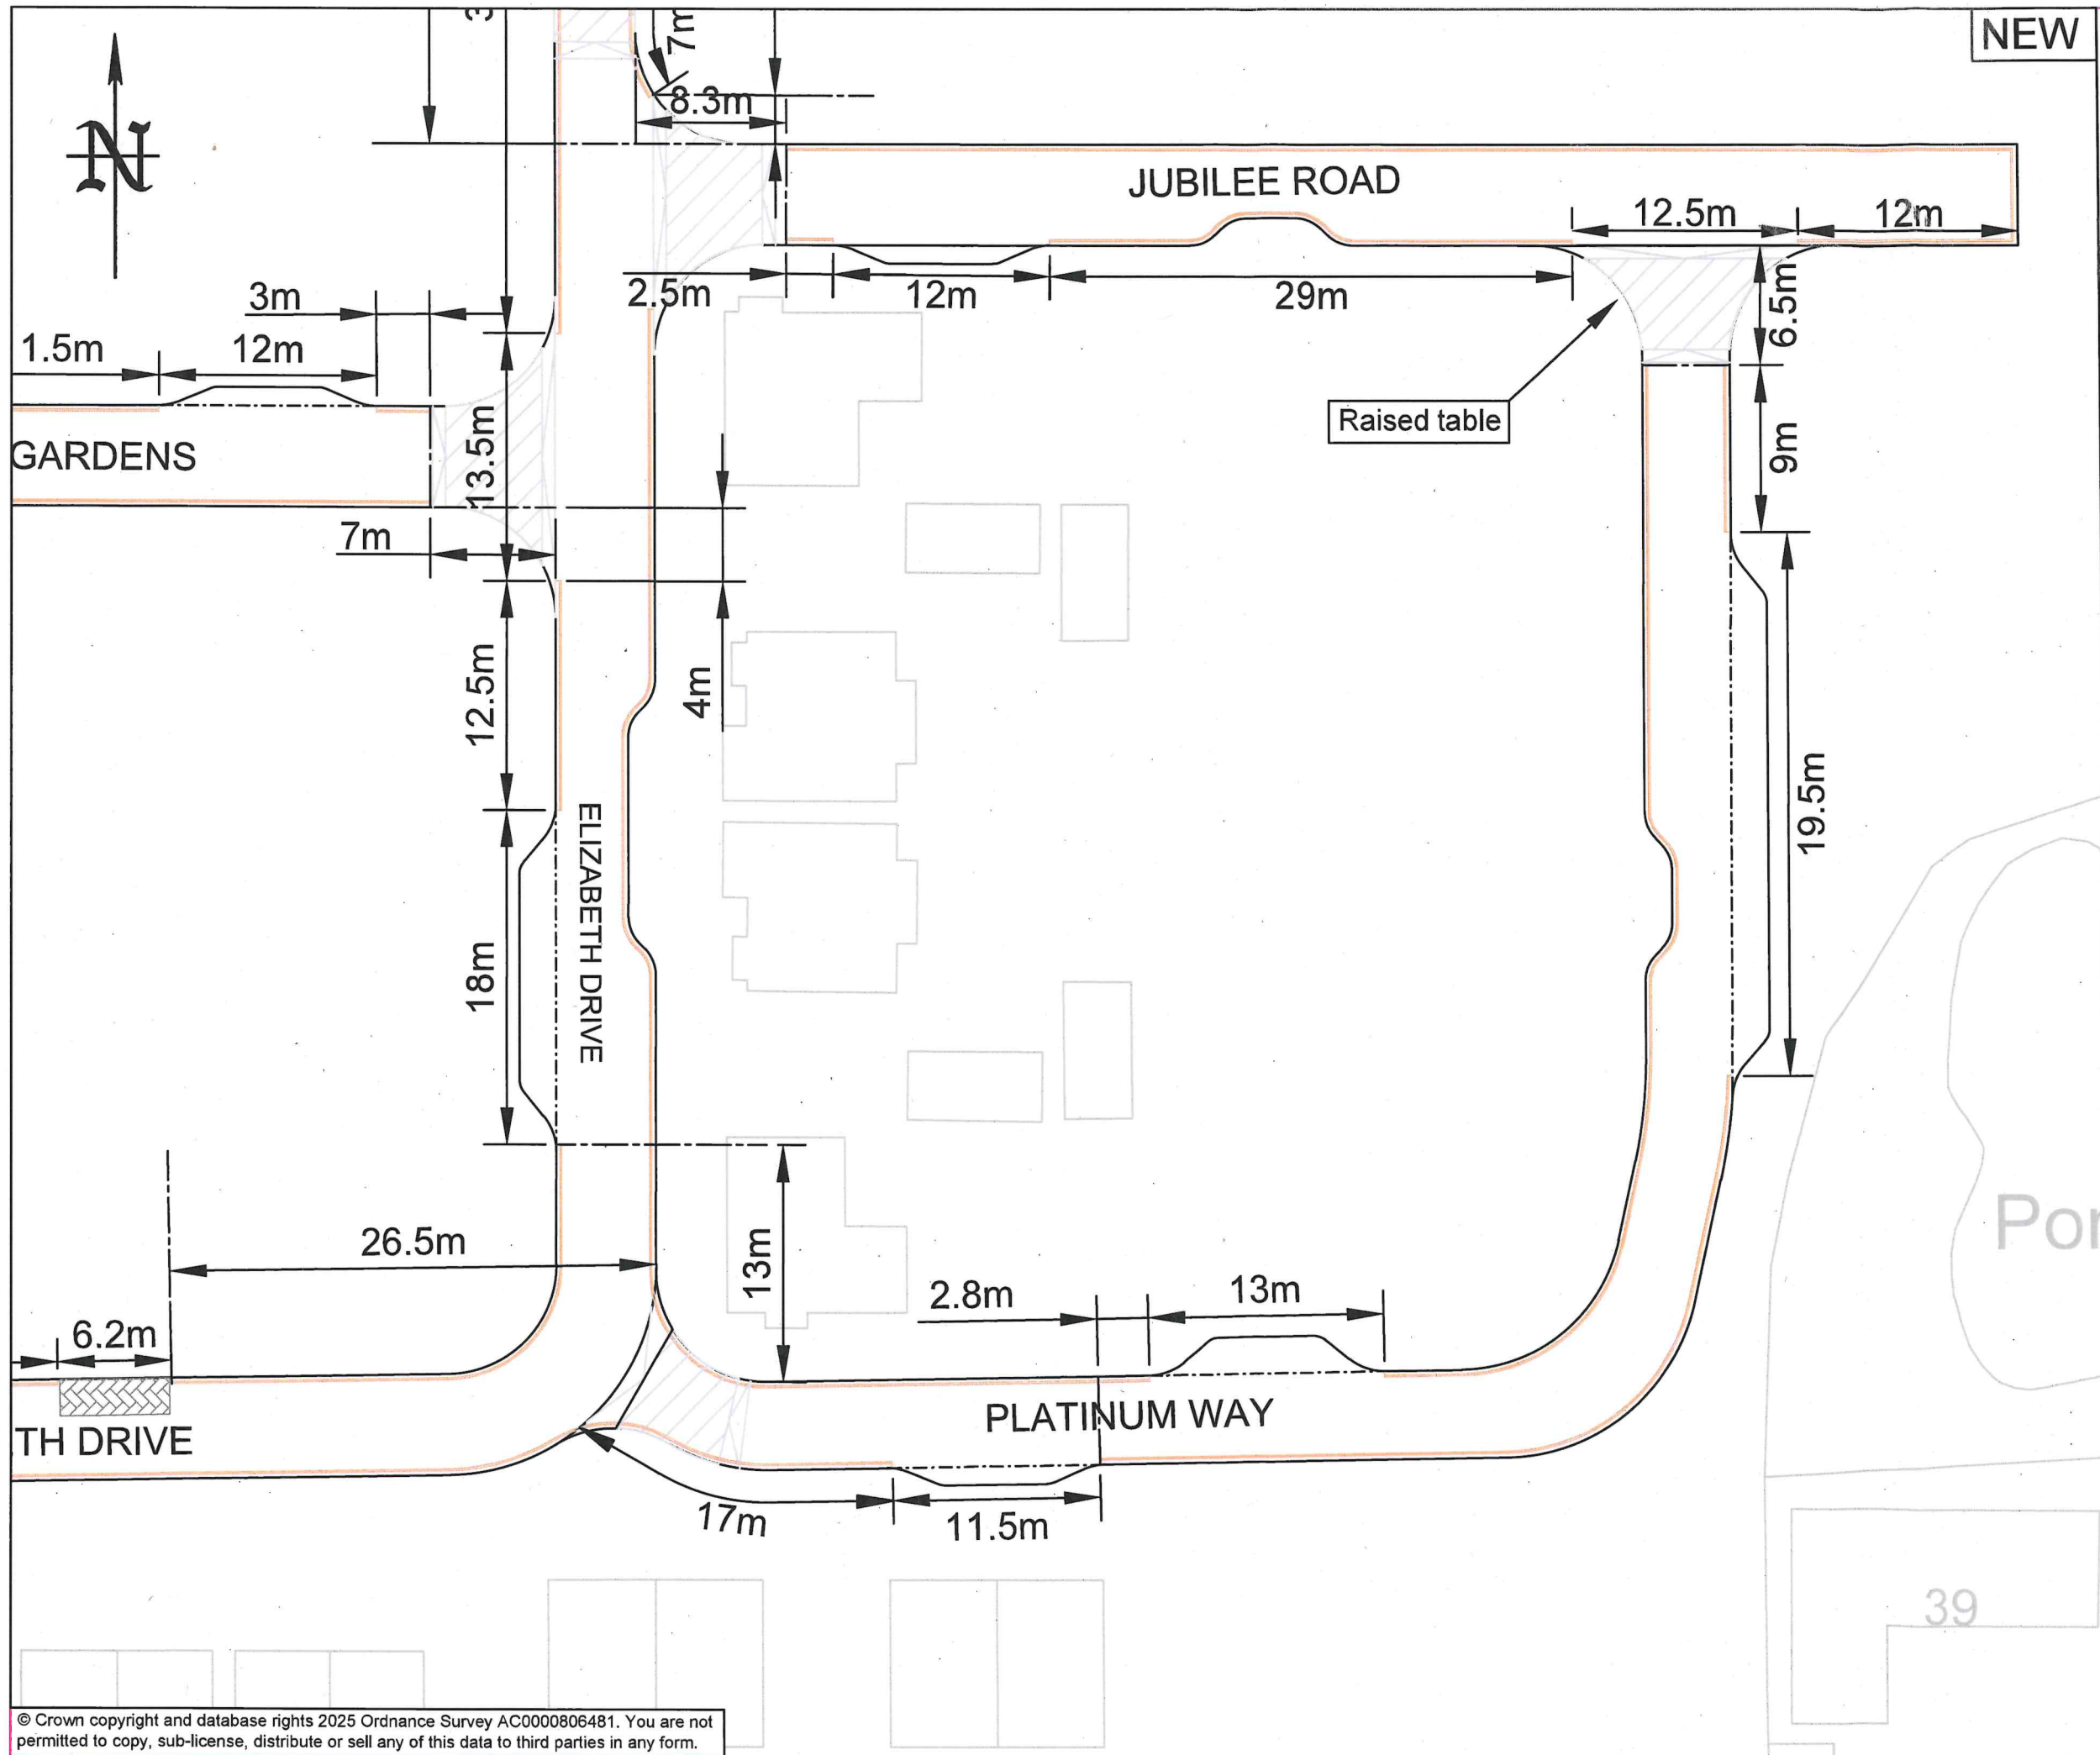 NEW
N
7m
8.3m
JUBILEE ROAD
12.5m
12m
2.5m
12m
29m
6.5m
3m
1.5m
12m
Raised table
13.5m
9m
GARDENS
7m
12.5m
4m
19.5m
ELIZABETH DRIVE
18m
26.5m
13m
2.8m
13m
6.2m
PLATINUM WAY
TH DRIVE
17m
11.5m
39
© Crown copyright and database rights 2025 Ordnance Survey AC0000806481. You are not
permitted to copy, sub-license, distribute or sell any of this data to third parties in any form.